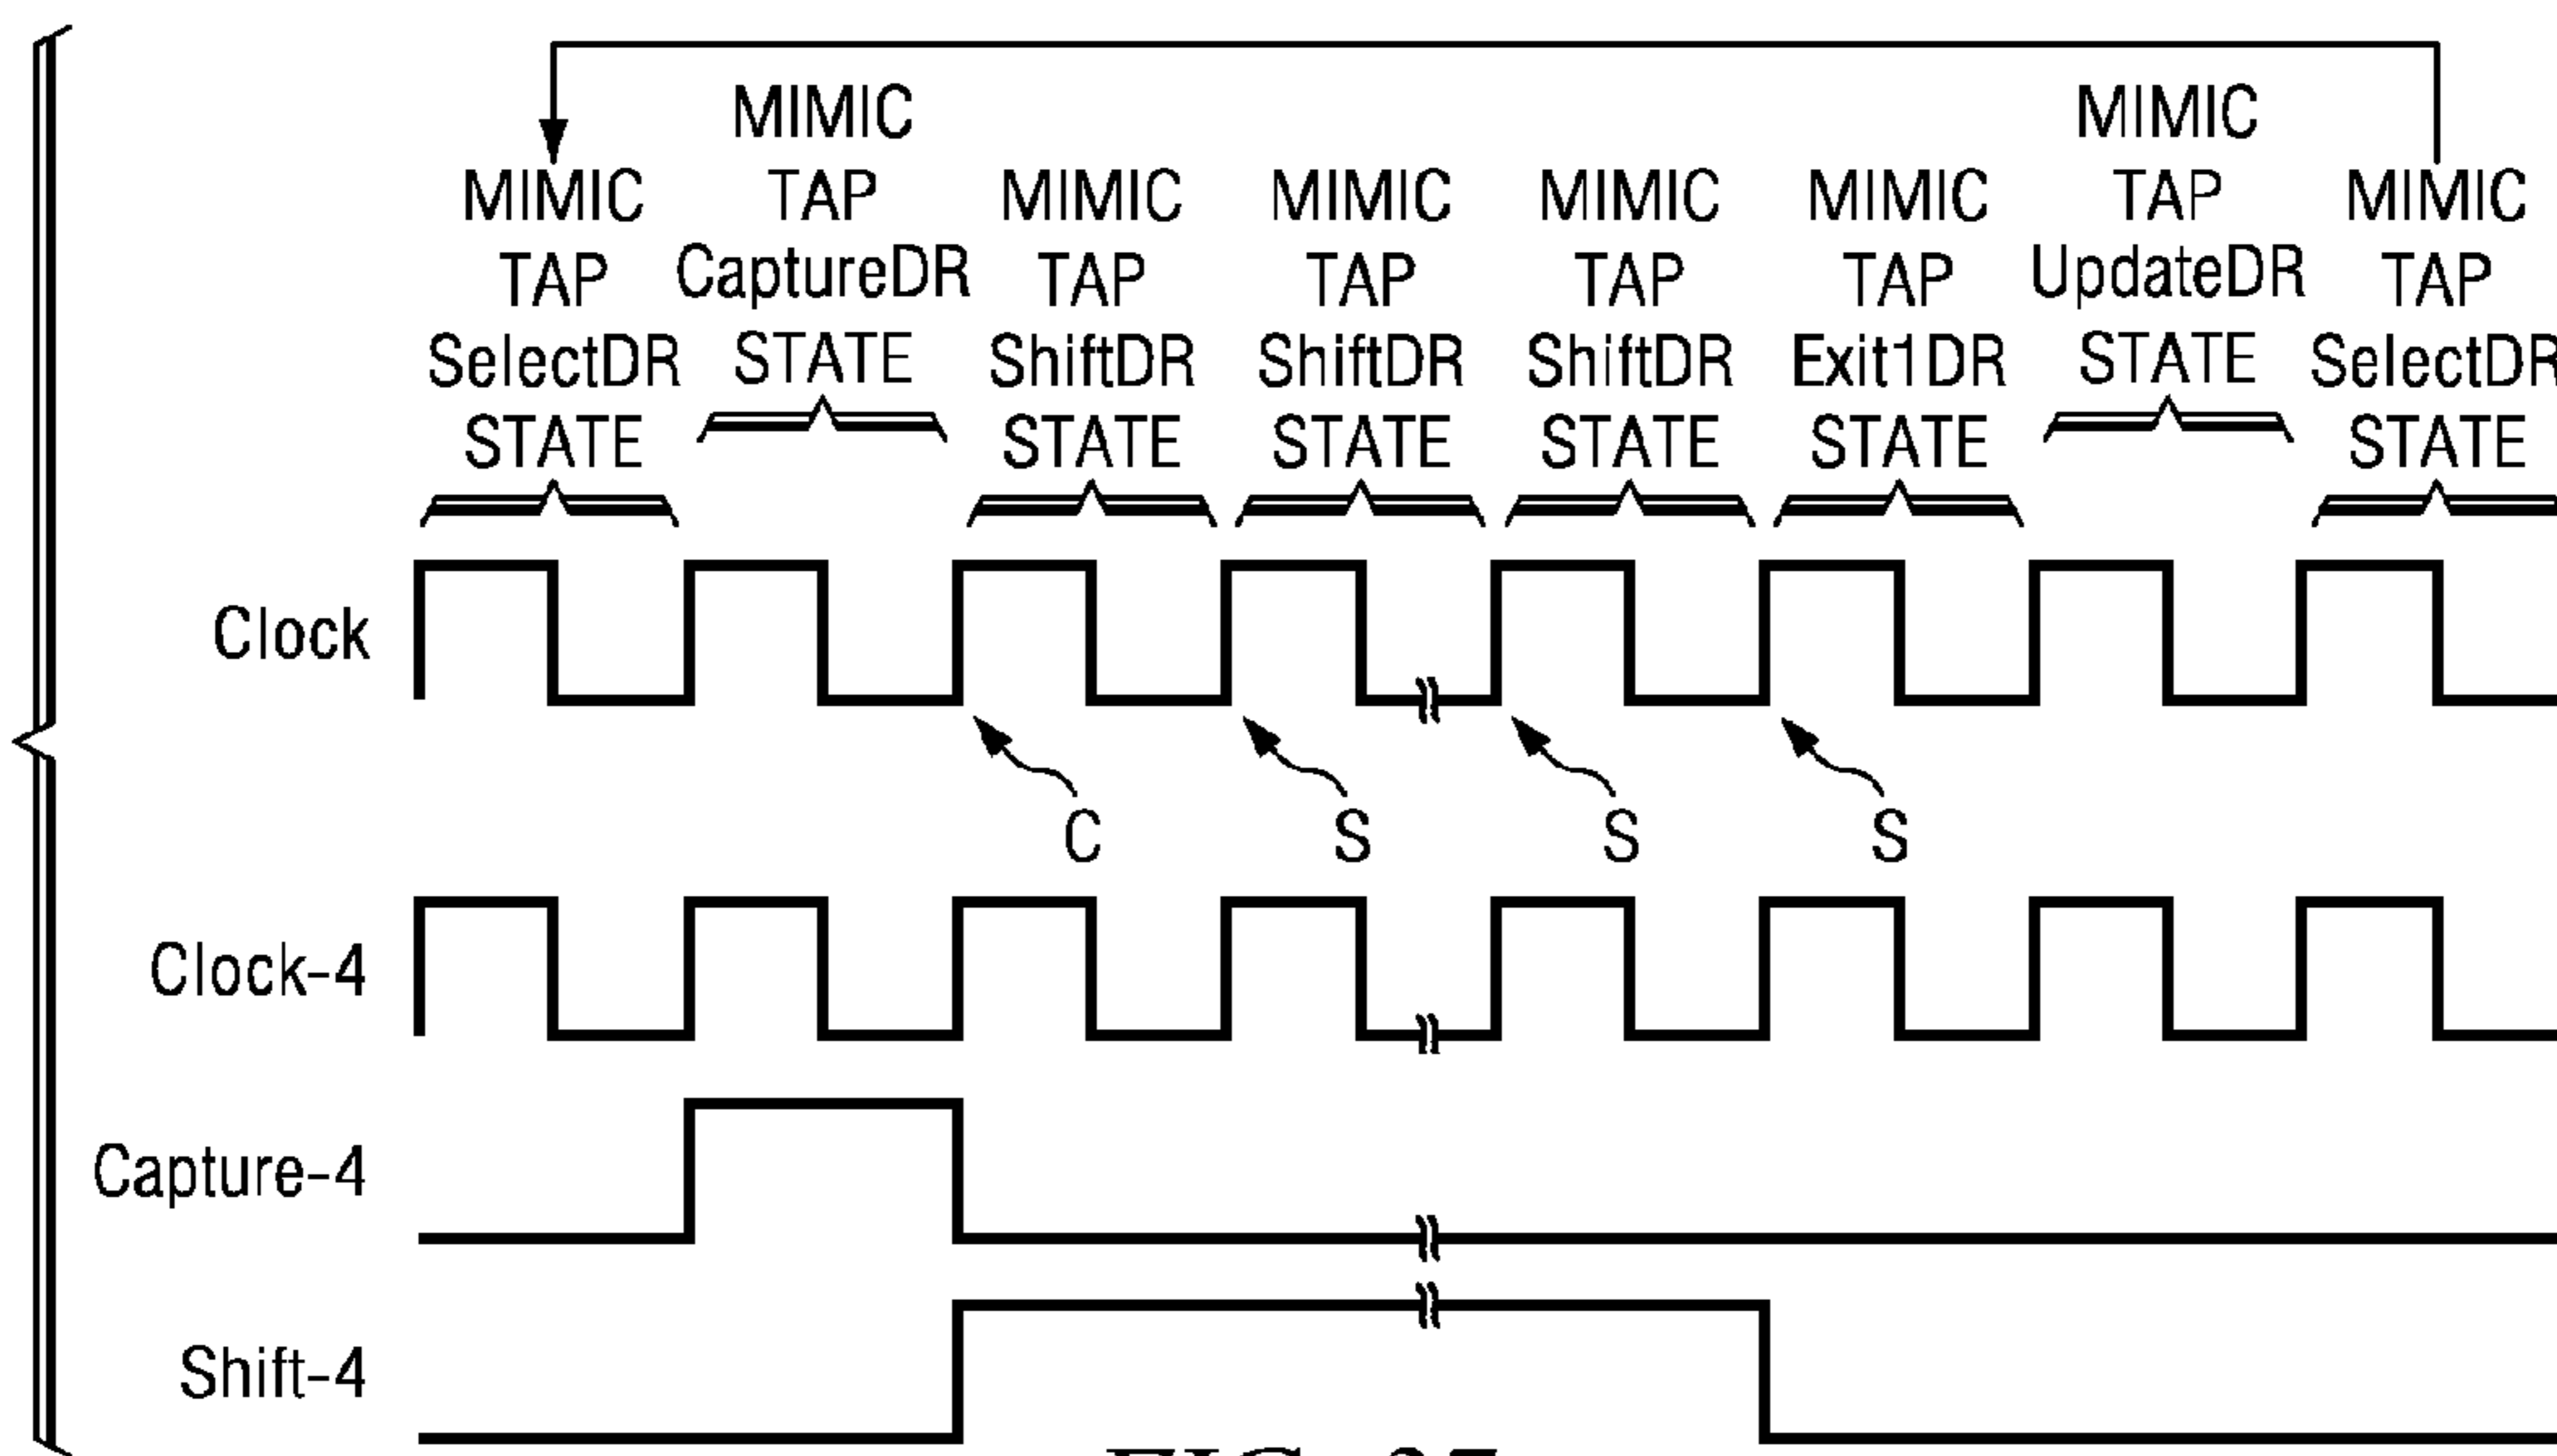 MIMIC
TAP
SelectDR
STATE
MIMIC
TAP
CaptureDR
STATE
MIMIC
TAP
ShiftDR
STATE
MIMIC
TAP
ShiftDR
STATE
MIMIC
TAP
ShiftDR
STATE
MIMIC
TAP
Exit1DR
STATE
MIMIC
TAP
UpdateDR
STATE
MIMIC
TAP
SelectDR
STATE
Clock
C
S
S
S
Clock-4
Capture-4
Shift-4